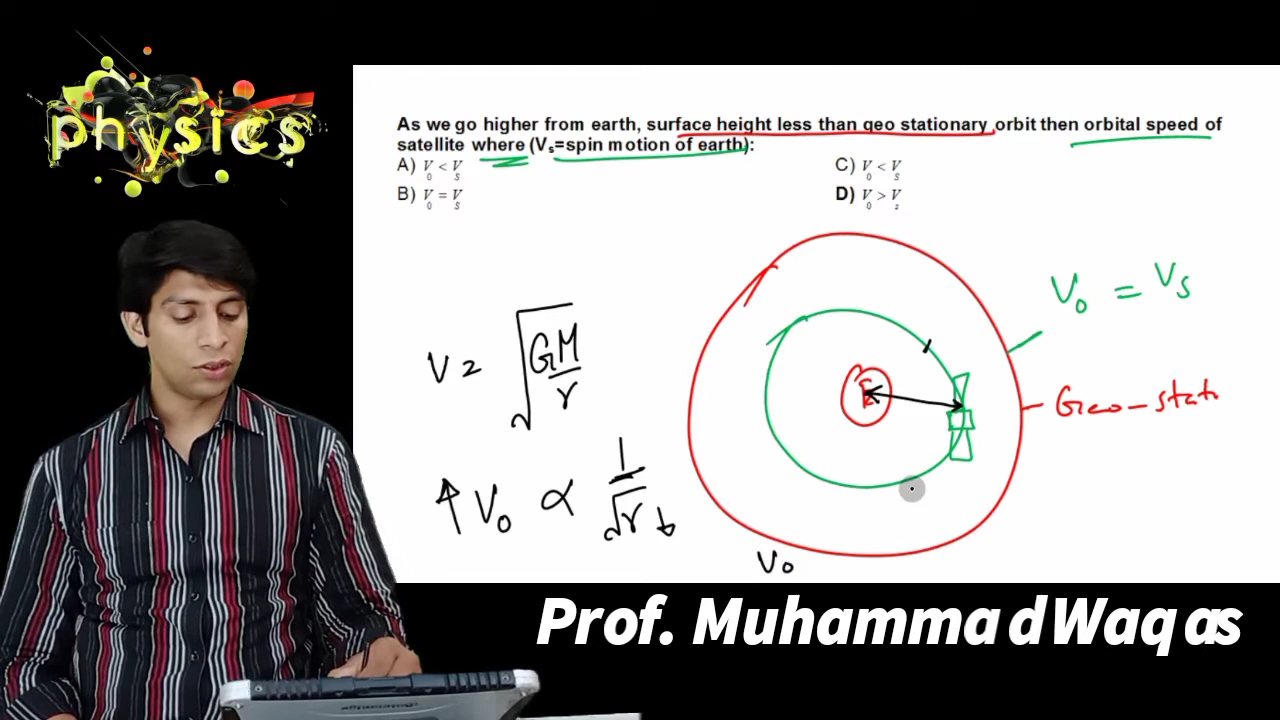 physics
As we go higher from earth, surface height less than geo stationary orbit then orbital speed of
satellite where (Vs=spin motion of earth):
A) V0 < VS
C) V0 < VS
B) V0 = VS
D) V0 > Vs
V0 = VS
V = √GM/r
E
Geo-stati
↑ V0 ∝ 1/√r ↓
V0
Prof. Muhammad Waqas